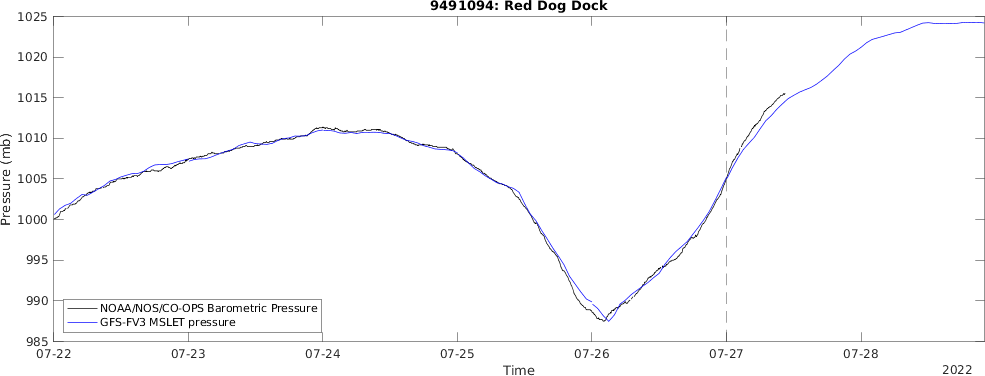 9491094: Red Dog Dock
1025
1020
1015
1010
1005
1000
995
990
985
Pressure (mb)
NOAA/NOS/CO-OPS Barometric Pressure
GFS-FV3 MSLET pressure
07-22 07-23 07-24 07-25 07-26 07-27 07-28
Time
2022